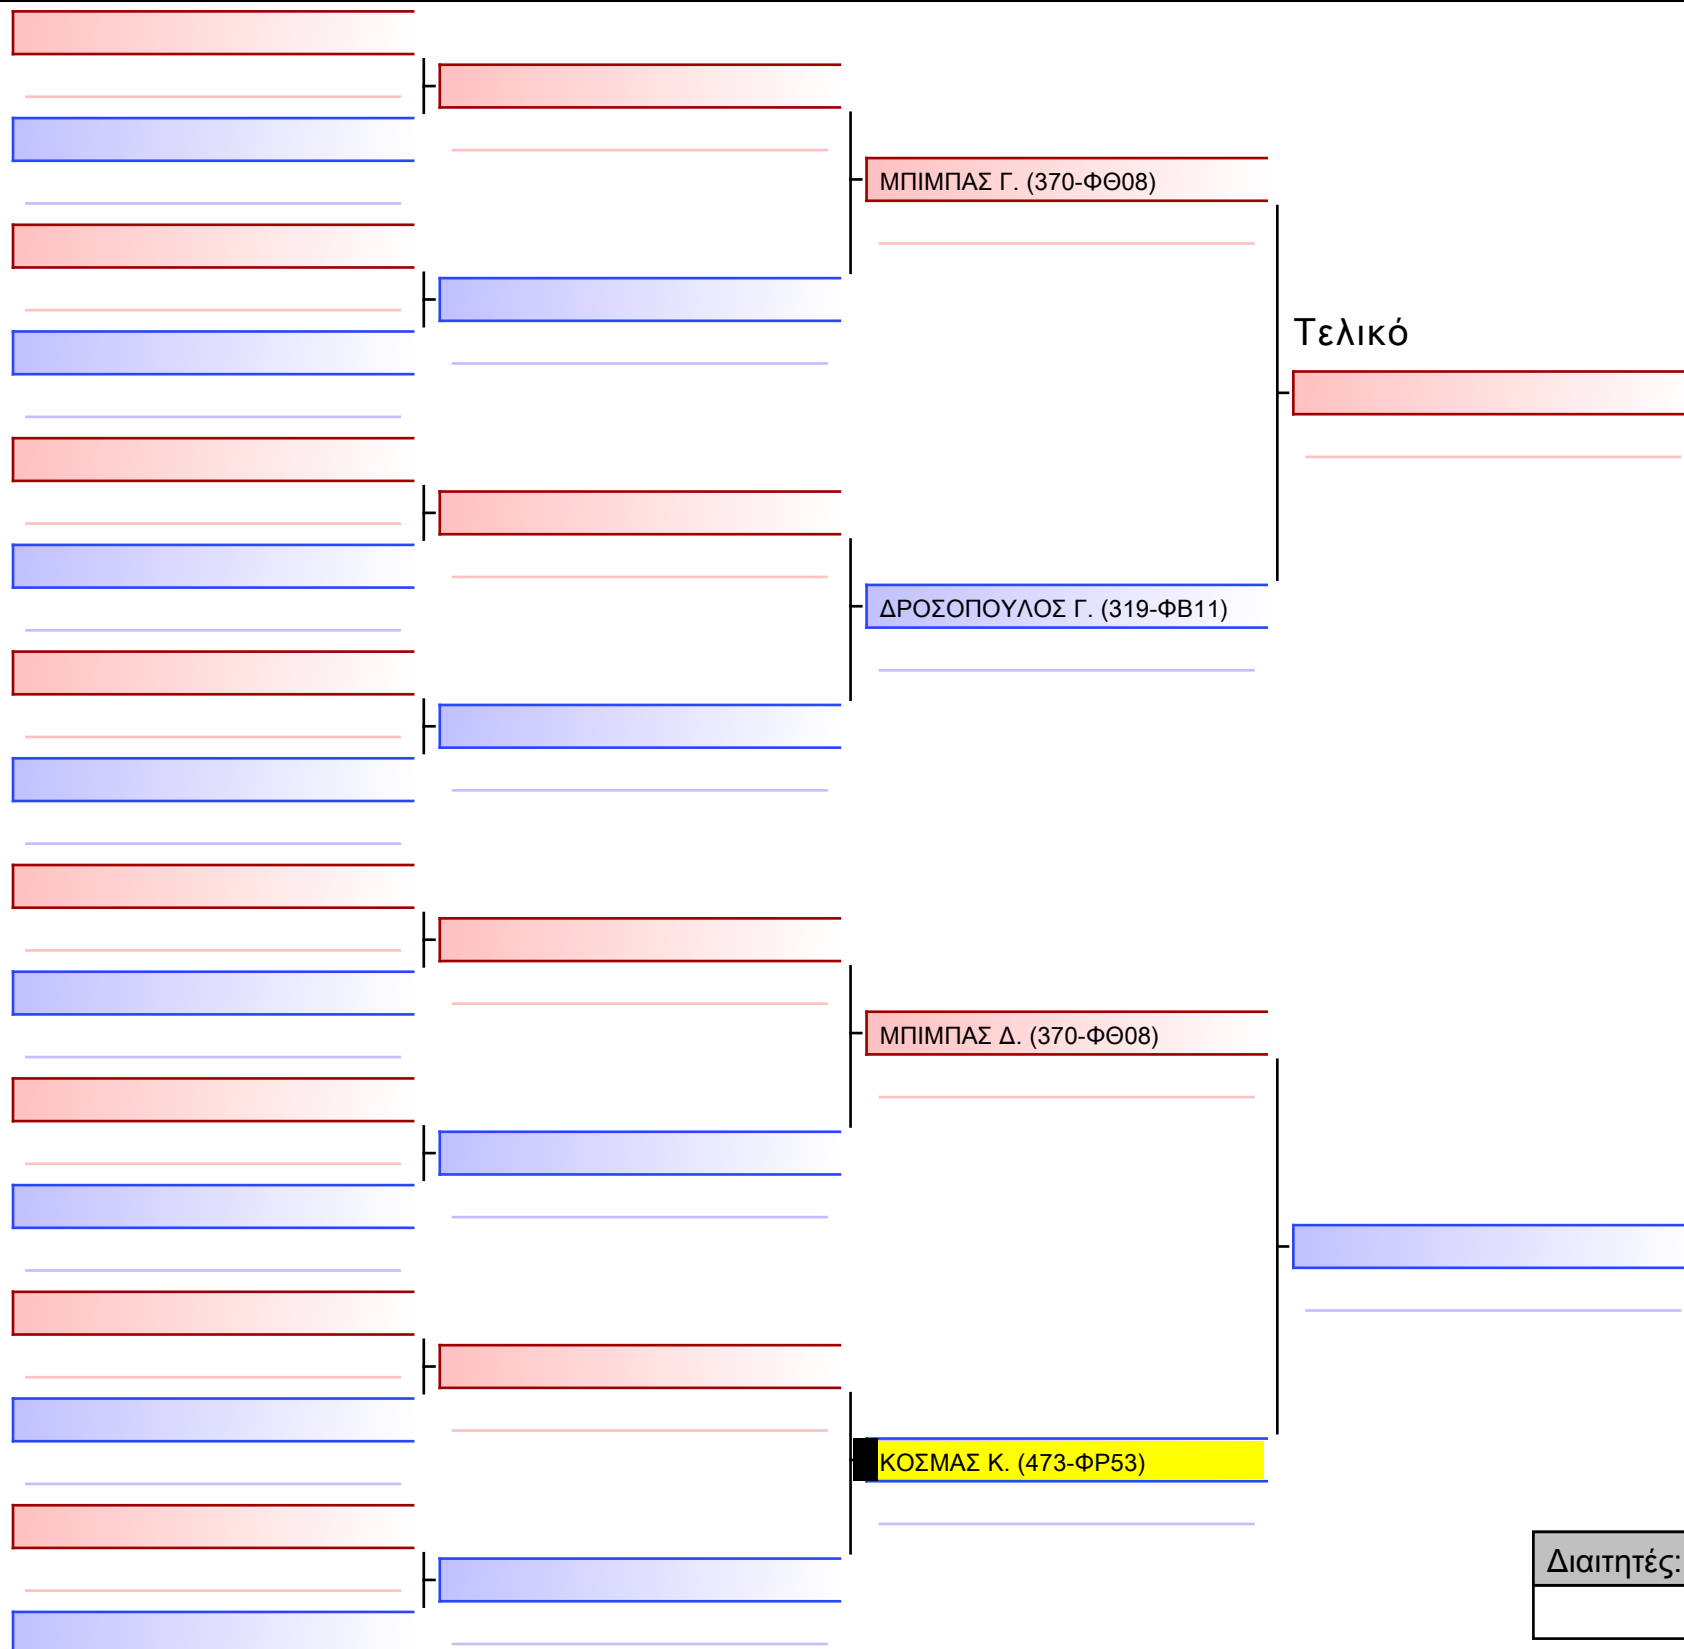 ΜΠΙΜΠΑΣ Γ. (370-ΦΘ08)
Τελικό
ΔΡΟΣΟΠΟΥΛΟΣ Γ. (319-ΦΒ11)
ΜΠΙΜΠΑΣ Δ. (370-ΦΘ08)
ΚΟΣΜΑΣ Κ. (473-ΦΡ53)
Διαιτητές: